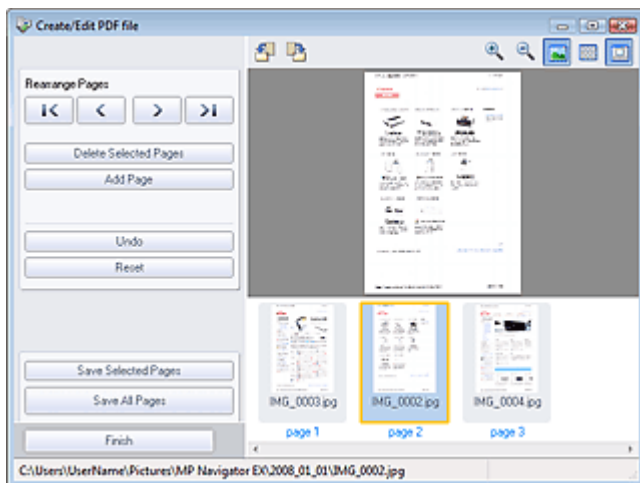 Create/Edit PDF file
Rearrange Pages
Delete Selected Pages
Add Page
Undo
Reset
Save Selected Pages
Save All Pages
Finish
IMG_0003.jpg
IMG_0002.jpg
IMG_0004.jpg
page 1
page 2
page 3
C:\Users\UserName\Pictures\MP Navigator EX\2008_01_01\IMG_0002.jpg